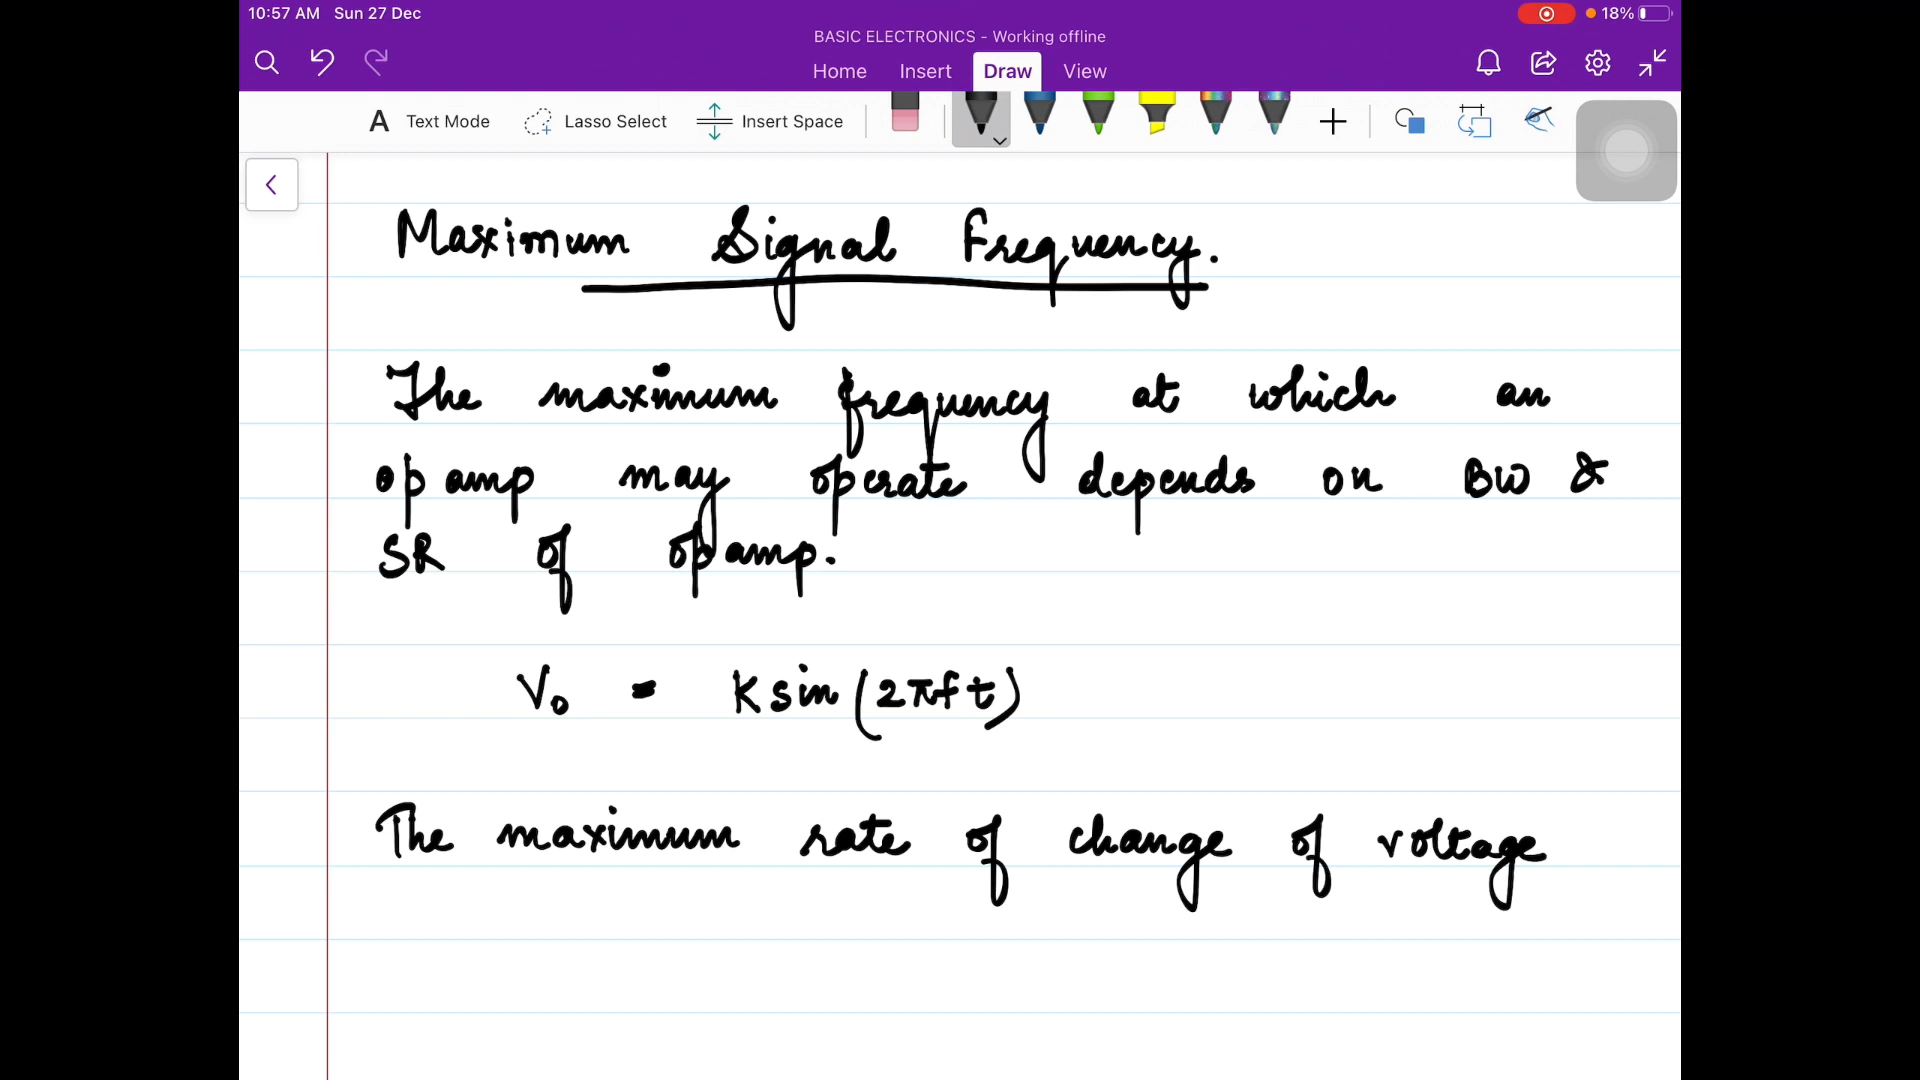 10:57 AM Sun 27 Dec
18%
BASIC ELECTRONICS - Working offline
Home Insert Draw View
A Text Mode Lasso Select Insert Space
Maximum Signal Frequency.
The maximum frequency at which an
op amp may operate depends on BW &
SR of op amp.
V₀ = K sin (2πft)
The maximum rate of change of voltage